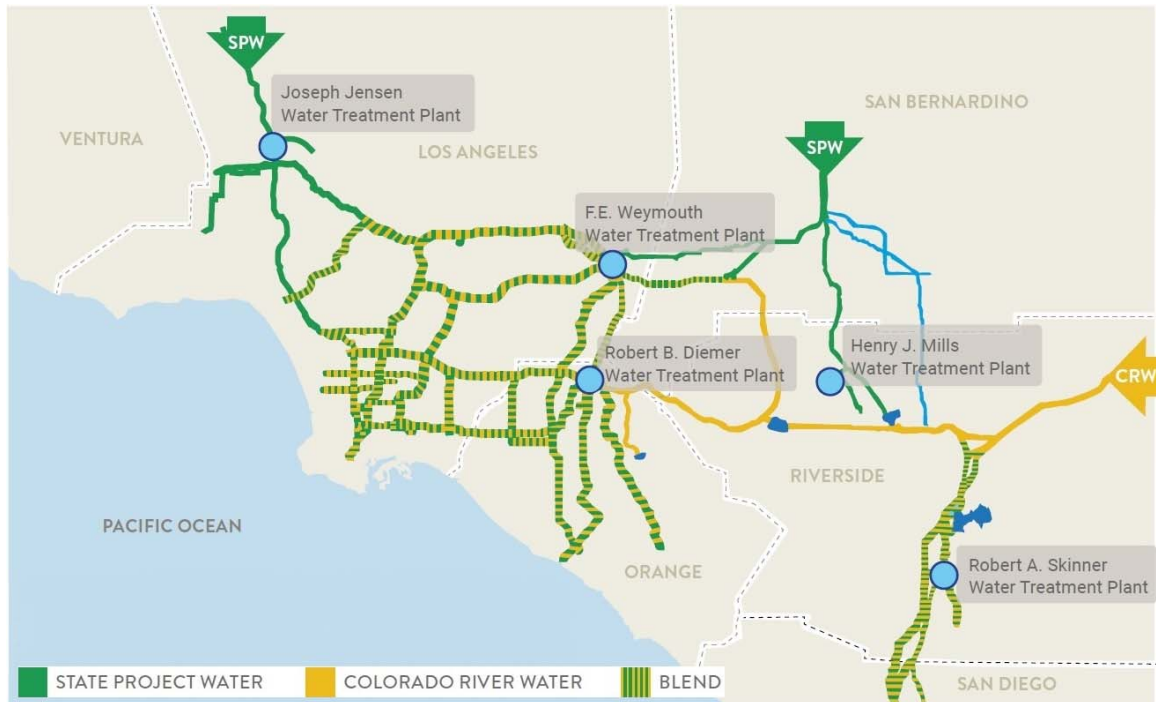 SPW
Joseph Jensen
Water Treatment Plant
VENTURA
LOS ANGELES
SAN BERNARDINO
SPW
F.E. Weymouth
Water Treatment Plant
Robert B. Diemer
Water Treatment Plant
Henry J. Mills
Water Treatment Plant
CRW
RIVERSIDE
PACIFIC OCEAN
ORANGE
Robert A. Skinner
Water Treatment Plant
STATE PROJECT WATER
COLORADO RIVER WATER
BLEND
SAN DIEGO